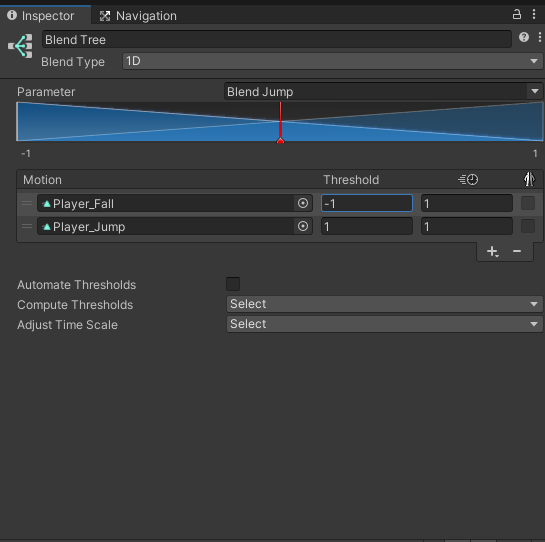 Inspector Navigation
Blend Tree
Blend Type 1D
Parameter Blend Jump
-1 1
Motion Threshold
Player_Fall -1 1
Player_Jump 1 1
Automate Thresholds
Compute Thresholds Select
Adjust Time Scale Select